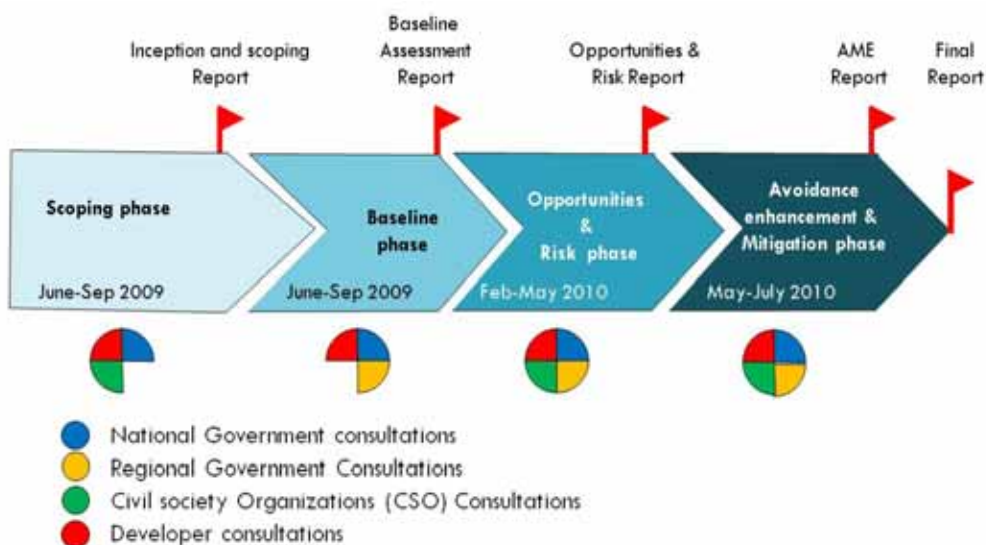 Inception and scoping
Report
Baseline
Assessment
Report
Opportunities &
Risk Report
AME
Report
Final
Report
Scoping phase
June-Sep 2009
Baseline
phase
June-Sep 2009
Opportunities
&
Risk phase
Feb-May 2010
Avoidance
enhancement &
Mitigation phase
May-July 2010
National Government consultations
Regional Government Consultations
Civil society Organizations (CSO) Consultations
Developer consultations